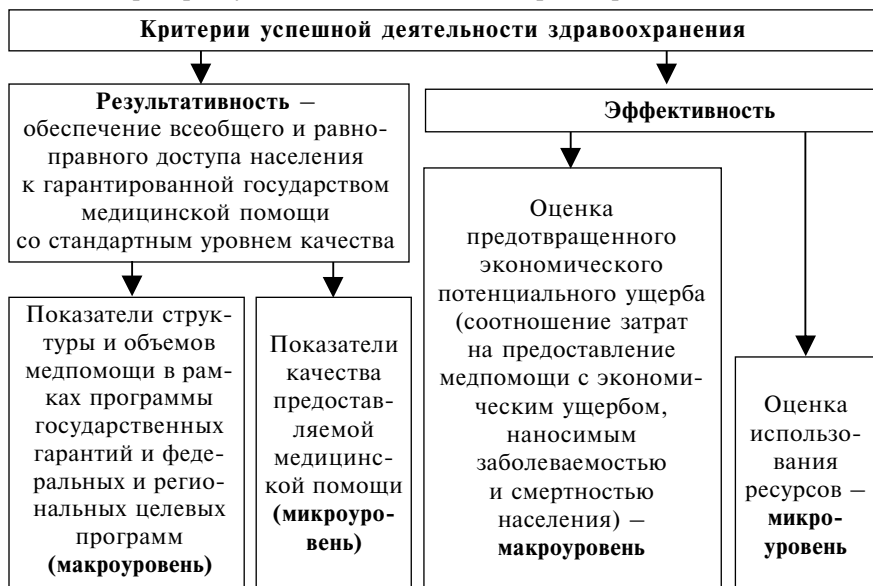 Критерии успешной деятельности здравоохранения
Результативность –
обеспечение всеобщего и равно-
правного доступа населения
к гарантированной государством
медицинской помощи
со стандартным уровнем качества
Эффективность
Показатели струк-
туры и объемов
медпомощи в рам-
ках программы
государственных
гарантий и феде-
ральных и регио-
нальных целевых
программ
(макроуровень)
Показатели
качества
предостав-
ляемой
медицинс-
кой помощи
(микроуро-
вень)
Оценка
предотвращенного
экономического
потенциального ущерба
(соотношение затрат
на предоставление
медпомощи с экономи-
ческим ущербом,
наносимым
заболеваемостью
и смертностью
населения) –
макроуровень
Оценка
использо-
вания
ресурсов –
микро-
уровень